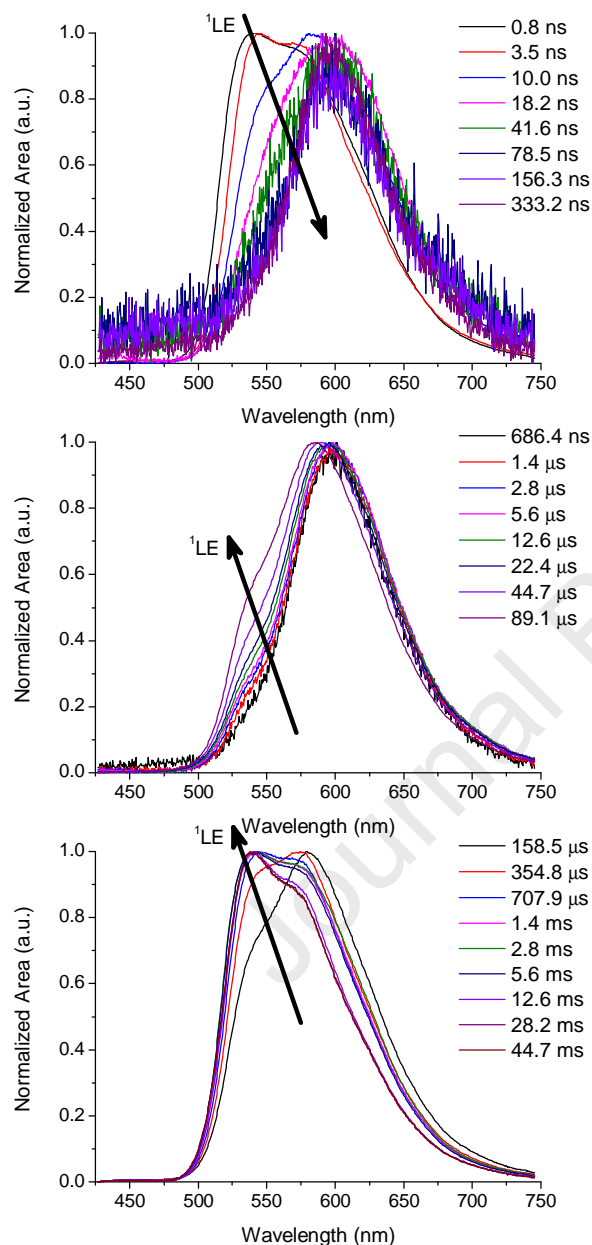 ¹LE
0.8 ns
3.5 ns
10.0 ns
18.2 ns
41.6 ns
78.5 ns
156.3 ns
333.2 ns
Normalized Area (a.u.)
1.0
0.8
0.6
0.4
0.2
0.0
450 500 550 600 650 700 750
Wavelength (nm)
686.4 ns
1.4 μs
2.8 μs
5.6 μs
12.6 μs
22.4 μs
44.7 μs
89.1 μs
¹LE
Normalized Area (a.u.)
1.0
0.8
0.6
0.4
0.2
0.0
450 500 550 600 650 700 750
Wavelength (nm)
¹LE
158.5 μs
354.8 μs
707.9 μs
1.4 ms
2.8 ms
5.6 ms
12.6 ms
28.2 ms
44.7 ms
Normalized Area (a.u.)
1.0
0.8
0.6
0.4
0.2
0.0
450 500 550 600 650 700 750
Wavelength (nm)
Journal